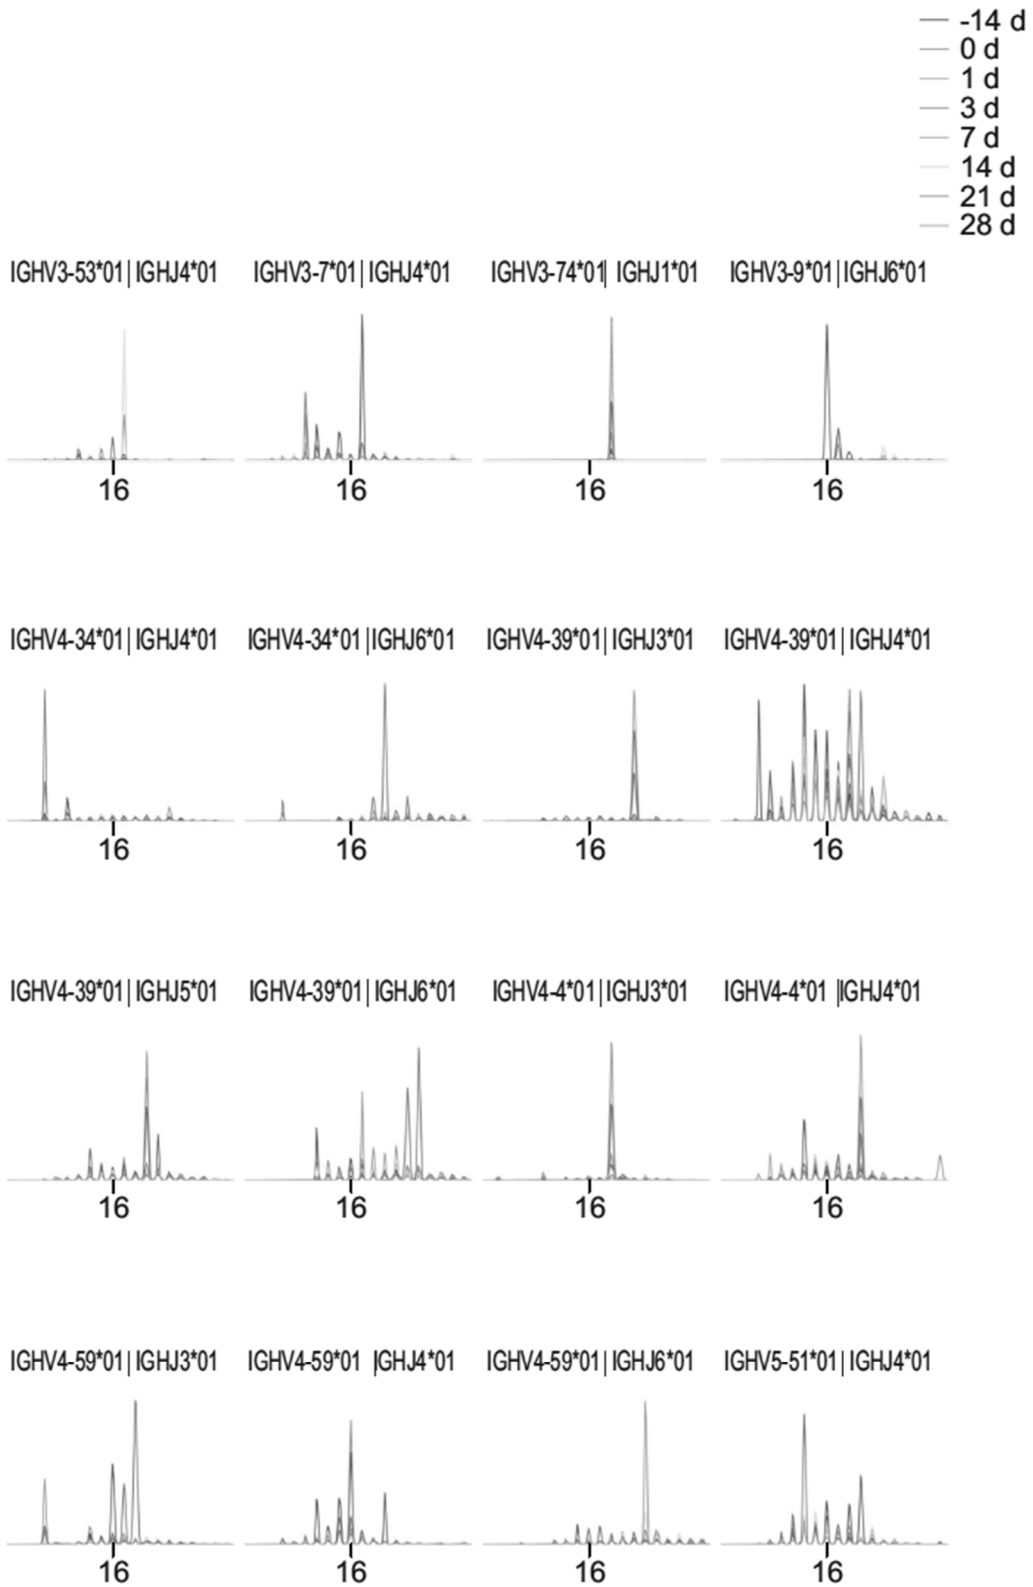 -14 d
0 d
1 d
3 d
7 d
14 d
21 d
28 d
IGHV3-53*01| IGHJ4*01 IGHV3-7*01| IGHJ4*01 IGHV3-74*01| IGHJ1*01 IGHV3-9*01|IGHJ6*01
16 16 16 16
IGHV4-34*01| IGHJ4*01 IGHV4-34*01 |IGHJ6*01 IGHV4-39*01| IGHJ3*01 IGHV4-39*01| IGHJ4*01
16 16 16 16
IGHV4-39*01| IGHJ5*01 IGHV4-39*01| IGHJ6*01 IGHV4-4*01|IGHJ3*01 IGHV4-4*01 |IGHJ4*01
16 16 16 16
IGHV4-59*01| IGHJ3*01 IGHV4-59*01 |GHJ4*01 IGHV4-59*01| IGHJ6*01 IGHV5-51*01| IGHJ4*01
16 16 16 16